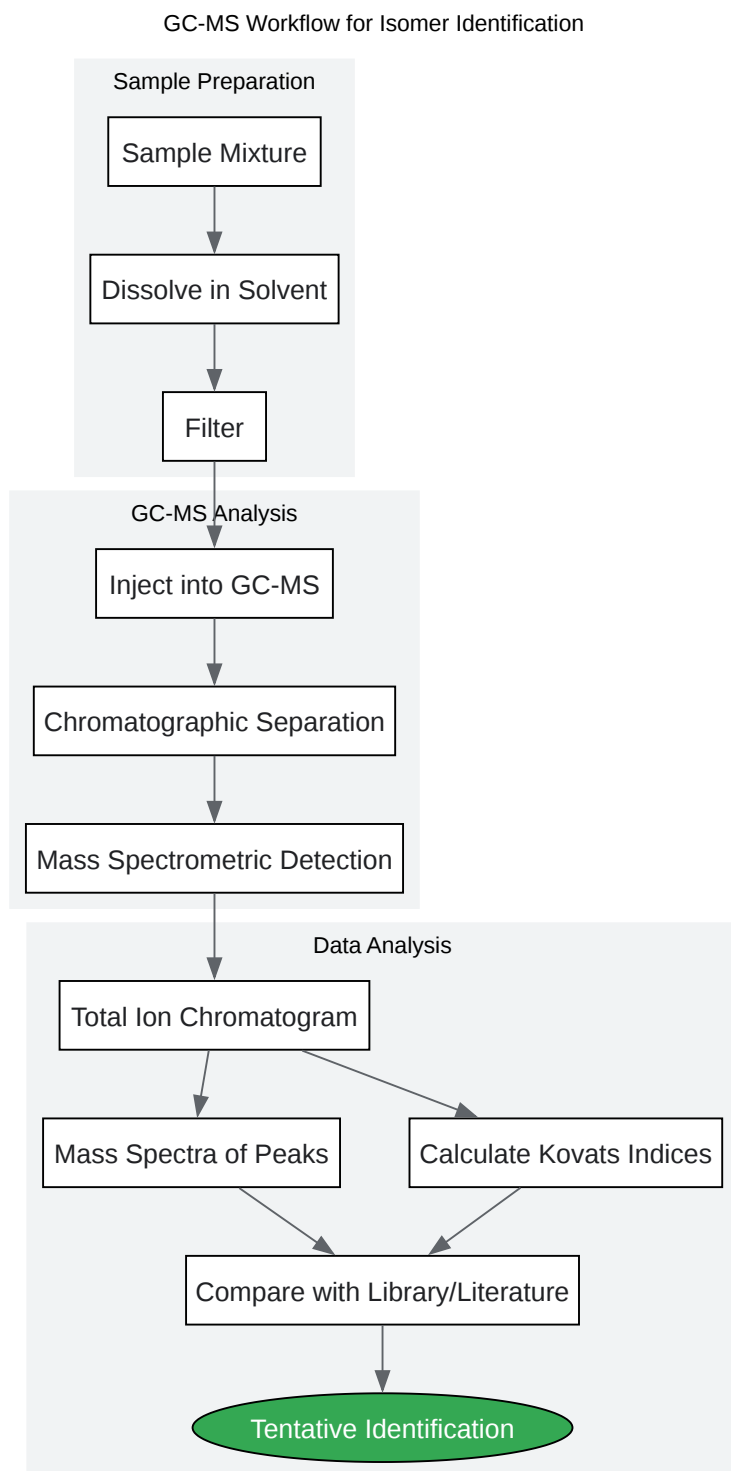 GC-MS Workflow for Isomer Identification
Sample Preparation
Sample Mixture
Dissolve in Solvent
Filter
GC-MS Analysis
Inject into GC-MS
Chromatographic Separation
Mass Spectrometric Detection
Data Analysis
Total Ion Chromatogram
Mass Spectra of Peaks
Calculate Kovats Indices
Compare with Library/Literature
Tentative Identification